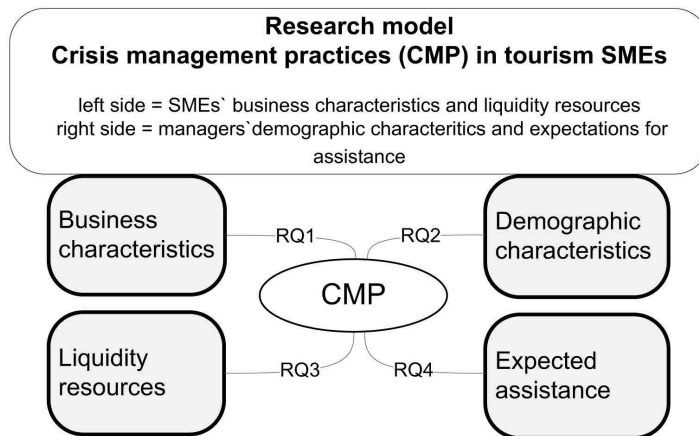 Research model
Crisis management practices (CMP) in tourism SMEs
left side = SMEs` business characteristics and liquidity resources
right side = managers`demographic characteritics and expectations for
assistance
Business
characteristics
RQ1
RQ2
Demographic
characteristics
CMP
Liquidity
resources
RQ3
RQ4
Expected
assistance